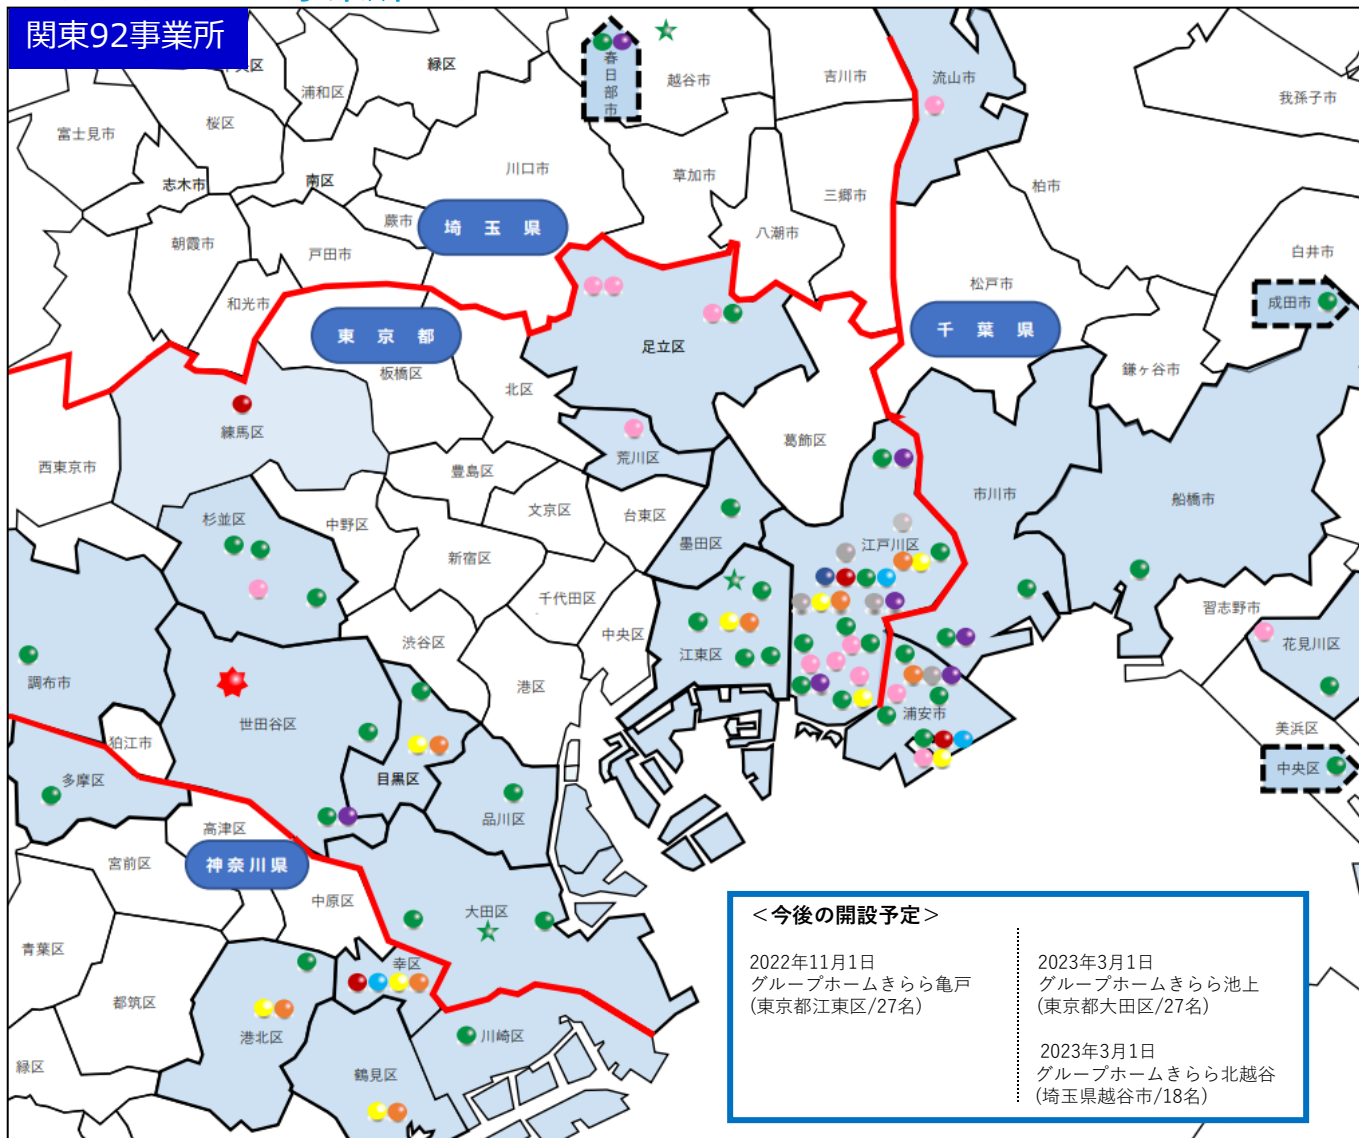 関東92事業所
緑区
浦和区
桜区
富士見市
志木市
南区
蕨市
朝霞市
戸田市
和光市
川口市
春日部市
越谷市
草加市
八潮市
吉川市
三郷市
流山市
我孫子市
柏市
白井市
松戸市
成田市
鎌ヶ谷市
埼玉県
東京都
千葉県
足立区
板橋区
北区
練馬区
西東京市
豊島区
荒川区
葛飾区
文京区
台東区
墨田区
市川市
船橋市
杉並区
中野区
新宿区
江戸川区
千代田区
中央区
習志野市
花見川区
渋谷区
江東区
調布市
世田谷区
港区
浦安市
狛江市
美浜区
中央区
多摩区
目黒区
品川区
高津区
神奈川県
宮前区
中原区
大田区
青葉区
幸区
都筑区
港北区
川崎区
緑区
鶴見区
＜今後の開設予定＞
2022年11月1日
グループホームきらら亀戸
(東京都江東区/27名)
2023年3月1日
グループホームきらら池上
(東京都大田区/27名)
2023年3月1日
グループホームきらら北越谷
(埼玉県越谷市/18名)